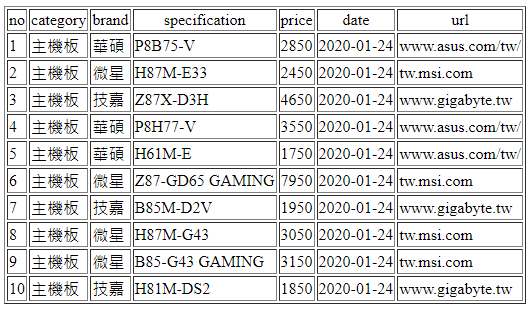 no category brand specification price date url
1 主機板 華碩 P8B75-V 2850 2020-01-24 www.asus.com/tw/
2 主機板 微星 H87M-E33 2450 2020-01-24 tw.msi.com
3 主機板 技嘉 Z87X-D3H 4650 2020-01-24 www.gigabyte.tw
4 主機板 華碩 P8H77-V 3550 2020-01-24 www.asus.com/tw/
5 主機板 華碩 H61M-E 1750 2020-01-24 www.asus.com/tw/
6 主機板 微星 Z87-GD65 GAMING 7950 2020-01-24 tw.msi.com
7 主機板 技嘉 B85M-D2V 1950 2020-01-24 www.gigabyte.tw
8 主機板 微星 H87M-G43 3050 2020-01-24 tw.msi.com
9 主機板 微星 B85-G43 GAMING 3150 2020-01-24 tw.msi.com
10 主機板 技嘉 H81M-DS2 1850 2020-01-24 www.gigabyte.tw